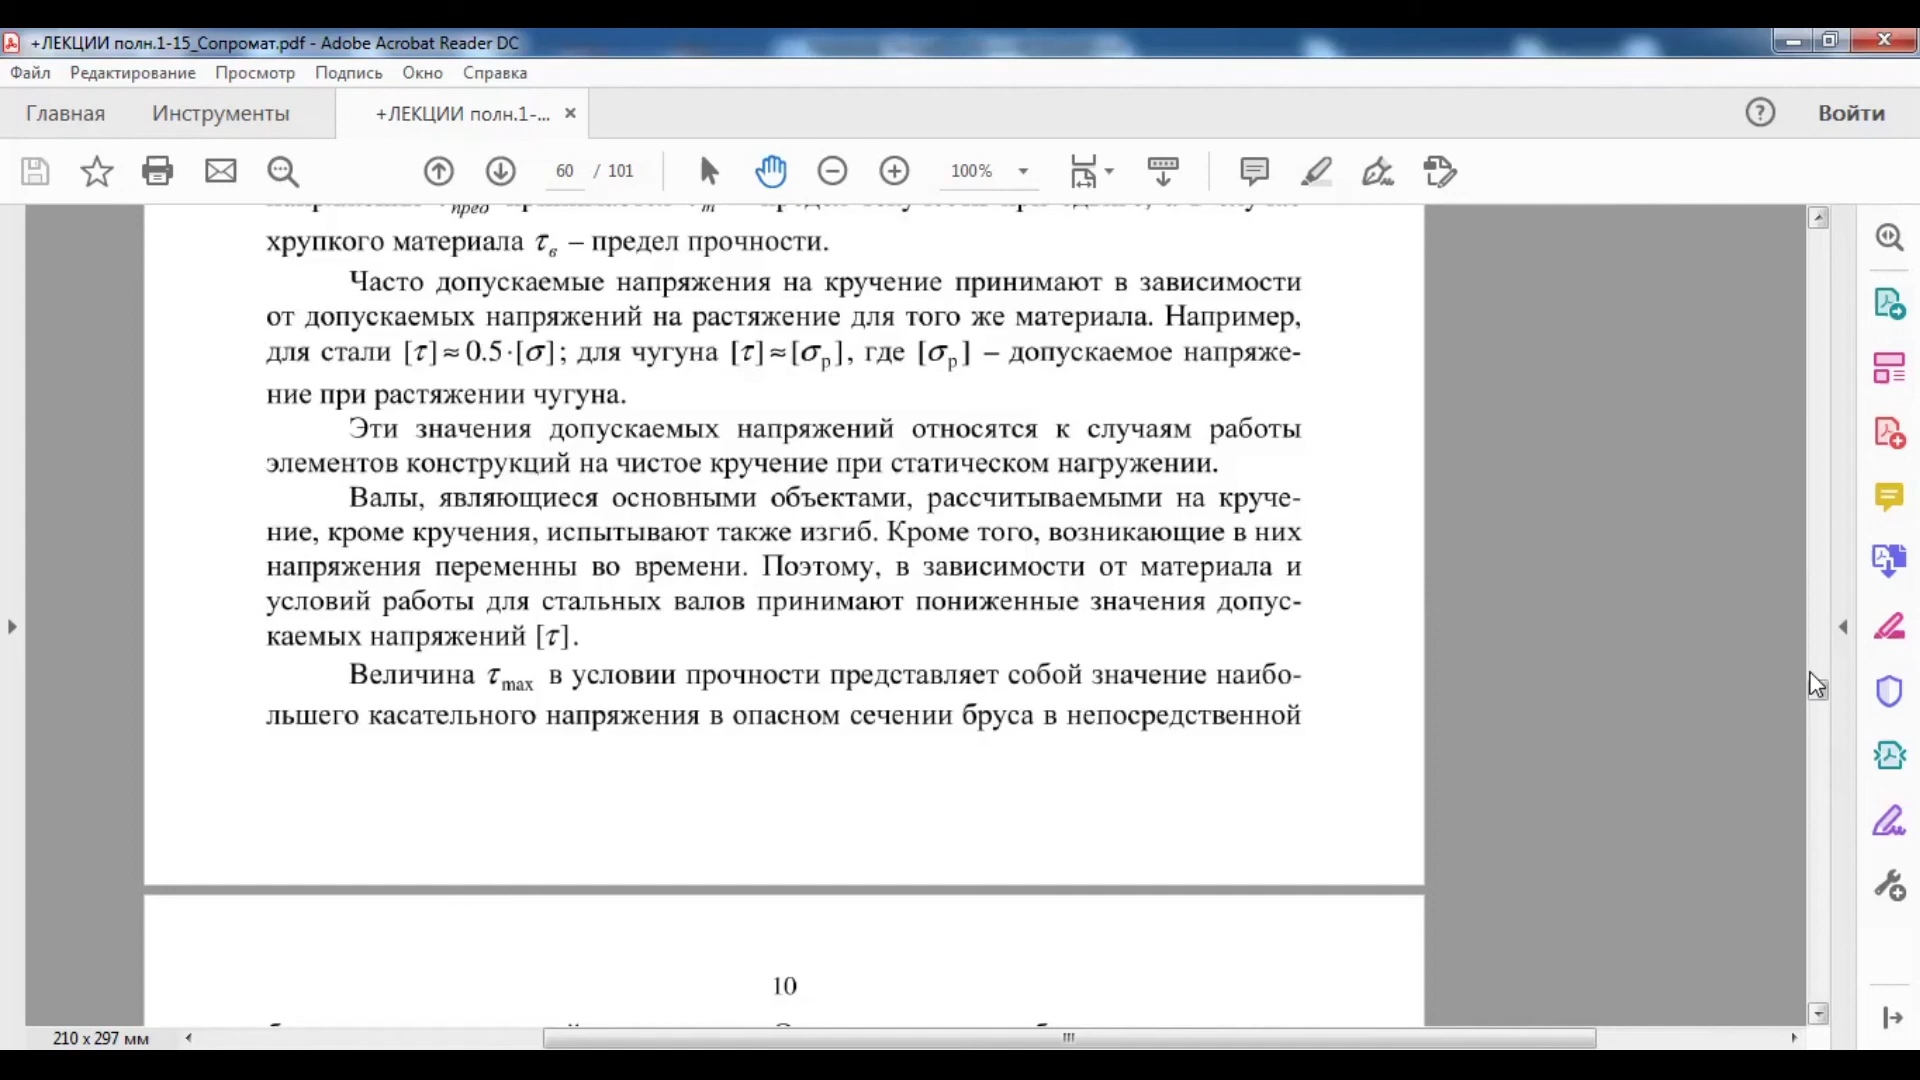 +ЛЕКЦИИ полн.1-15_Сопромат.pdf - Adobe Acrobat Reader DC
Файл Редактирование Просмотр Подпись Окно Справка
Главная Инструменты +ЛЕКЦИИ полн.1-... × Войти
60 / 101 100%
хрупкого материала τв – предел прочности.
Часто допускаемые напряжения на кручение принимают в зависимости
от допускаемых напряжений на растяжение для того же материала. Например,
для стали [τ]≈0.5·[σ]; для чугуна [τ]≈[σр], где [σр] – допускаемое напряже-
ние при растяжении чугуна.
Эти значения допускаемых напряжений относятся к случаям работы
элементов конструкций на чистое кручение при статическом нагружении.
Валы, являющиеся основными объектами, рассчитываемыми на круче-
ние, кроме кручения, испытывают также изгиб. Кроме того, возникающие в них
напряжения переменны во времени. Поэтому, в зависимости от материала и
условий работы для стальных валов принимают пониженные значения допус-
каемых напряжений [τ].
Величина τmax в условии прочности представляет собой значение наибо-
льшего касательного напряжения в опасном сечении бруса в непосредственной
10
210 x 297 мм